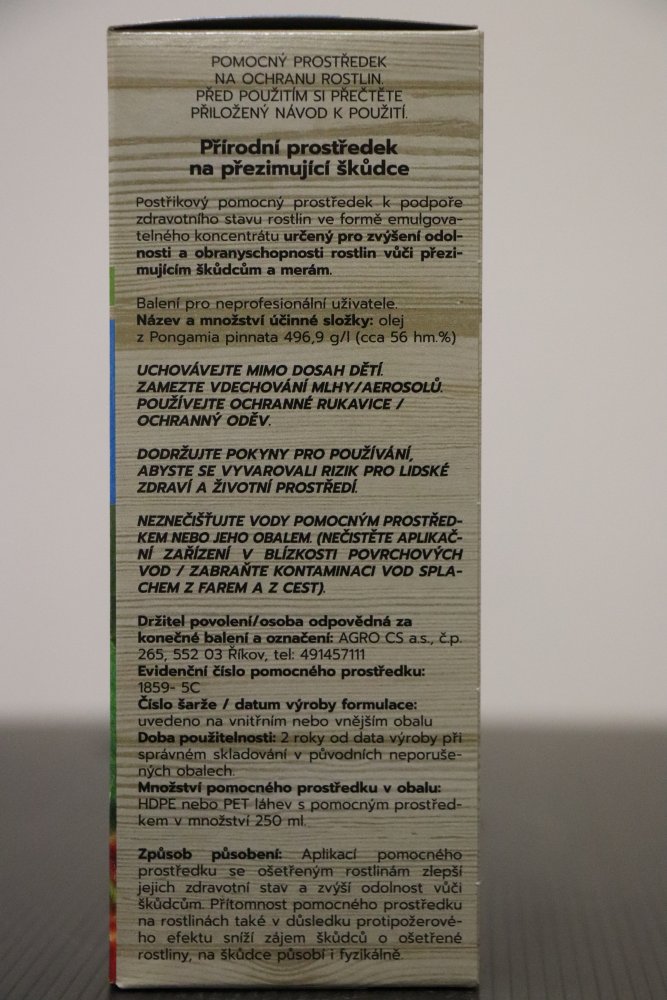 POMOCNÝ PROSTŘEDEK
NA OCHRANU ROSTLIN.
PŘED POUŽITÍM SI PŘEČTĚTE
PŘILOŽENÝ NÁVOD K POUŽITÍ.
Přírodní prostředek
na přezimující škůdce
Postřikový pomocný prostředek k podpoře
zdravotního stavu rostlin ve formě emulgova-
telného koncentrátu určený pro zvýšení odol-
nosti a obranyschopnosti rostlin vůči přezi-
mujícím škůdcům a merám.
Balení pro neprofesionální uživatele.
Název a množství účinné složky: olej
z Pongamia pinnata 496,9 g/l (cca 56 hm.%)
UCHOVÁVEJTE MIMO DOSAH DĚTÍ.
ZAMEZTE VDECHOVÁNÍ MLHY/AEROSOLŮ.
POUŽÍVEJTE OCHRANNÉ RUKAVICE /
OCHRANNÝ ODĚV.
DODRŽUJTE POKYNY PRO POUŽÍVÁNÍ,
ABYSTE SE VYVAROVALI RIZIK PRO LIDSKÉ
ZDRAVÍ A ŽIVOTNÍ PROSTŘEDÍ.
NEZNEČIŠŤUJTE VODY POMOCNÝM PROSTŘED-
KEM NEBO JEHO OBALEM. (NEČISTĚTE APLIKAČ-
NÍ ZAŘÍZENÍ V BLÍZKOSTI POVRCHOVÝCH
VOD / ZABRAŇTE KONTAMINACI VOD SPLA-
CHEM Z FAREM A Z CEST).
Držitel povolení/osoba odpovědná za
konečné balení a označení: AGRO CS a.s., č.p.
265, 552 03 Říkov, tel: 491457111
Evidenční číslo pomocného prostředku:
1859- 5C
Číslo šarže / datum výroby formulace:
uvedeno na vnitřním nebo vnějším obalu
Doba použitelnosti: 2 roky od data výroby při
správném skladování v původních neporuše-
ných obalech.
Množství pomocného prostředku v obalu:
HDPE nebo PET láhev s pomocným prostřed-
kem v množství 250 ml.
Způsob působení: Aplikací pomocného
prostředku se ošetřeným rostlinám zlepší
jejich zdravotní stav a zvýší odolnost vůči
škůdcům. Přítomnost pomocného prostředku
na rostlinách také v důsledku protipožerové-
ho efektu sníží zájem škůdců o ošetřené
rostliny, na škůdce působí i fyzikálně.